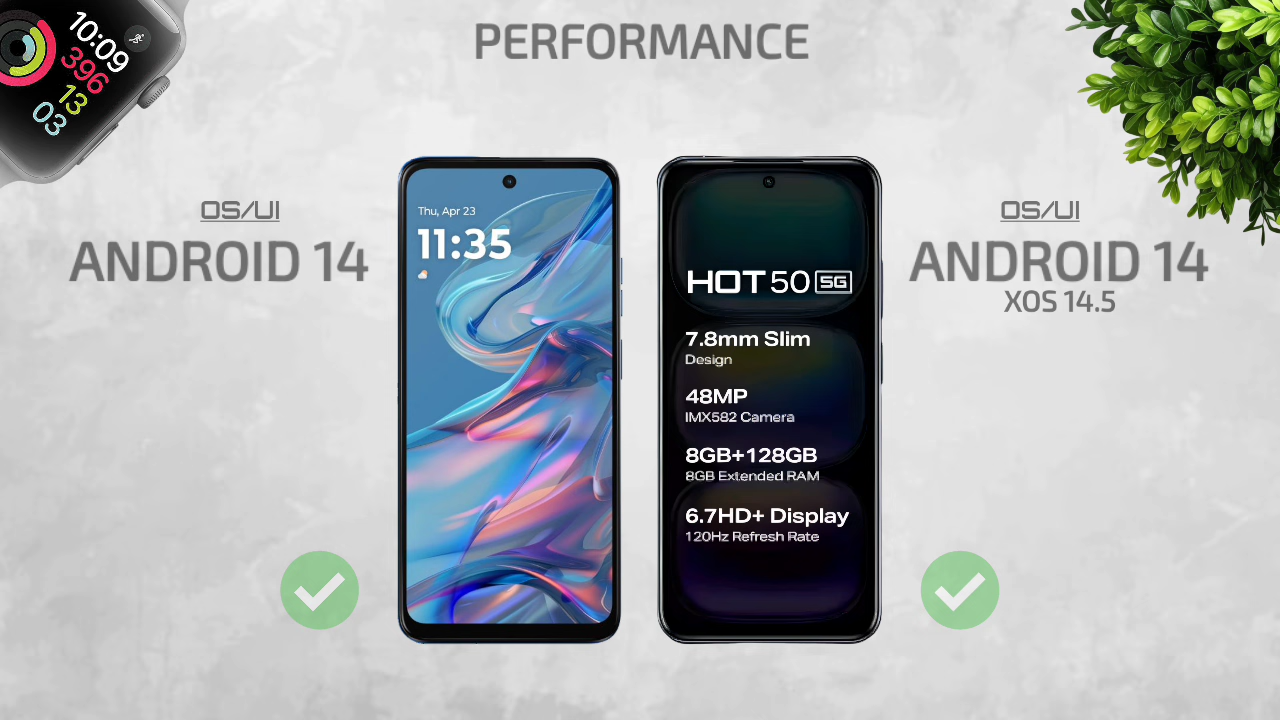 PERFORMANCE
10:09
396
13
03
OS/UI
ANDROID 14
Thu, Apr 23
11:35
HOT 50 5G
7.8mm Slim
Design
48MP
IMX582 Camera
8GB+128GB
8GB Extended RAM
6.7HD+ Display
120Hz Refresh Rate
OS/UI
ANDROID 14
XOS 14.5